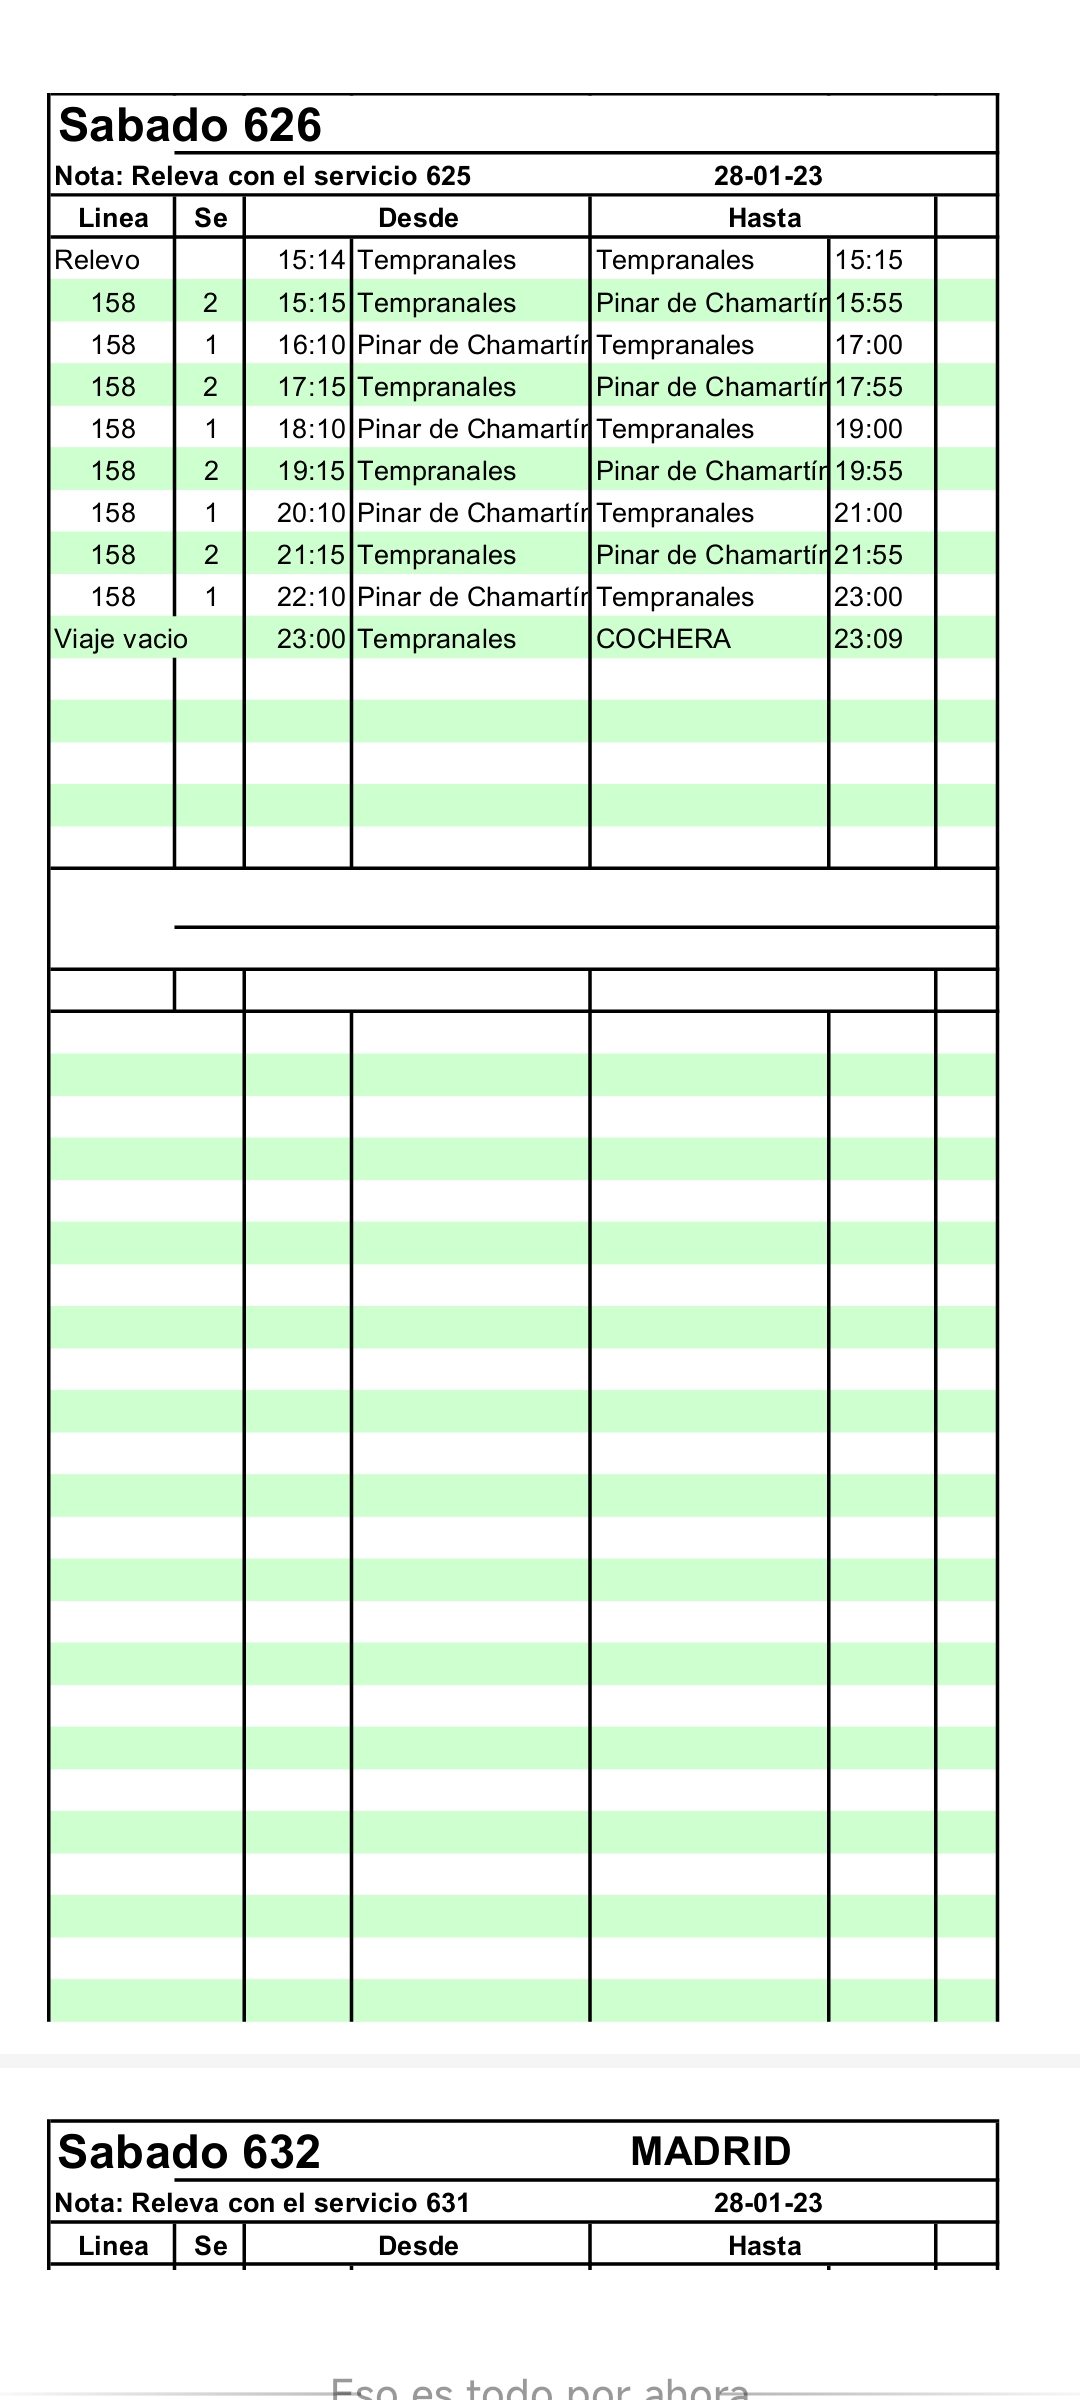 Sabado 626
Nota: Releva con el servicio 625 28-01-23
Linea Se Desde Hasta
Relevo 15:14 Tempranales Tempranales 15:15
158 2 15:15 Tempranales Pinar de Chamartín 15:55
158 1 16:10 Pinar de Chamartín Tempranales 17:00
158 2 17:15 Tempranales Pinar de Chamartín 17:55
158 1 18:10 Pinar de Chamartín Tempranales 19:00
158 2 19:15 Tempranales Pinar de Chamartín 19:55
158 1 20:10 Pinar de Chamartín Tempranales 21:00
158 2 21:15 Tempranales Pinar de Chamartín 21:55
158 1 22:10 Pinar de Chamartín Tempranales 23:00
Viaje vacio 23:00 Tempranales COCHERA 23:09
Sabado 632 MADRID
Nota: Releva con el servicio 631 28-01-23
Linea Se Desde Hasta
Eso es todo por ahora